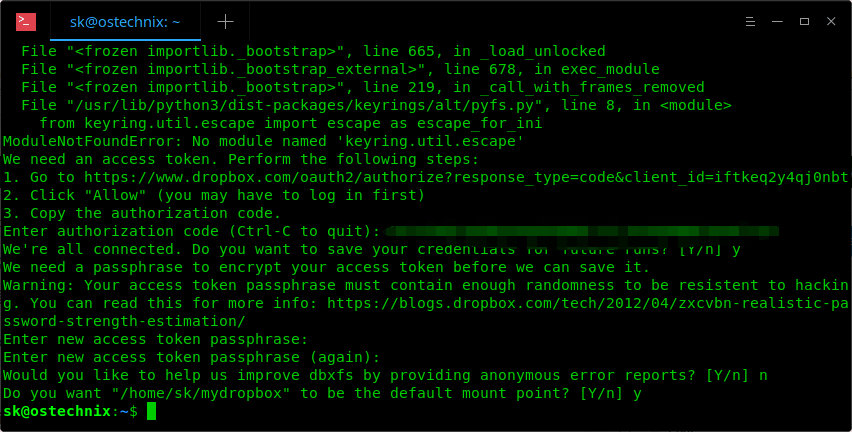 sk@ostechnix: ~
File "<frozen importlib._bootstrap>", line 665, in _load_unlocked
File "<frozen importlib._bootstrap_external>", line 678, in exec_module
File "<frozen importlib._bootstrap>", line 219, in _call_with_frames_removed
File "/usr/lib/python3/dist-packages/keyrings/alt/pyfs.py", line 8, in <module>
from keyring.util.escape import escape as escape_for_ini
ModuleNotFoundError: No module named 'keyring.util.escape'
We need an access token. Perform the following steps:
1. Go to https://www.dropbox.com/oauth2/authorize?response_type=code&client_id=iftkeq2y4qj0nbt
2. Click "Allow" (you may have to log in first)
3. Copy the authorization code.
Enter authorization code (Ctrl-C to quit):
We're all connected. Do you want to save your credentials for future runs? [Y/n] y
We need a passphrase to encrypt your access token before we can save it.
Warning: Your access token passphrase must contain enough randomness to be resistent to hackin
g. You can read this for more info: https://blogs.dropbox.com/tech/2012/04/zxcvbn-realistic-pa
ssword-strength-estimation/
Enter new access token passphrase:
Enter new access token passphrase (again):
Would you like to help us improve dbxfs by providing anonymous error reports? [Y/n] n
Do you want "/home/sk/mydropbox" to be the default mount point? [Y/n] y
sk@ostechnix:~$